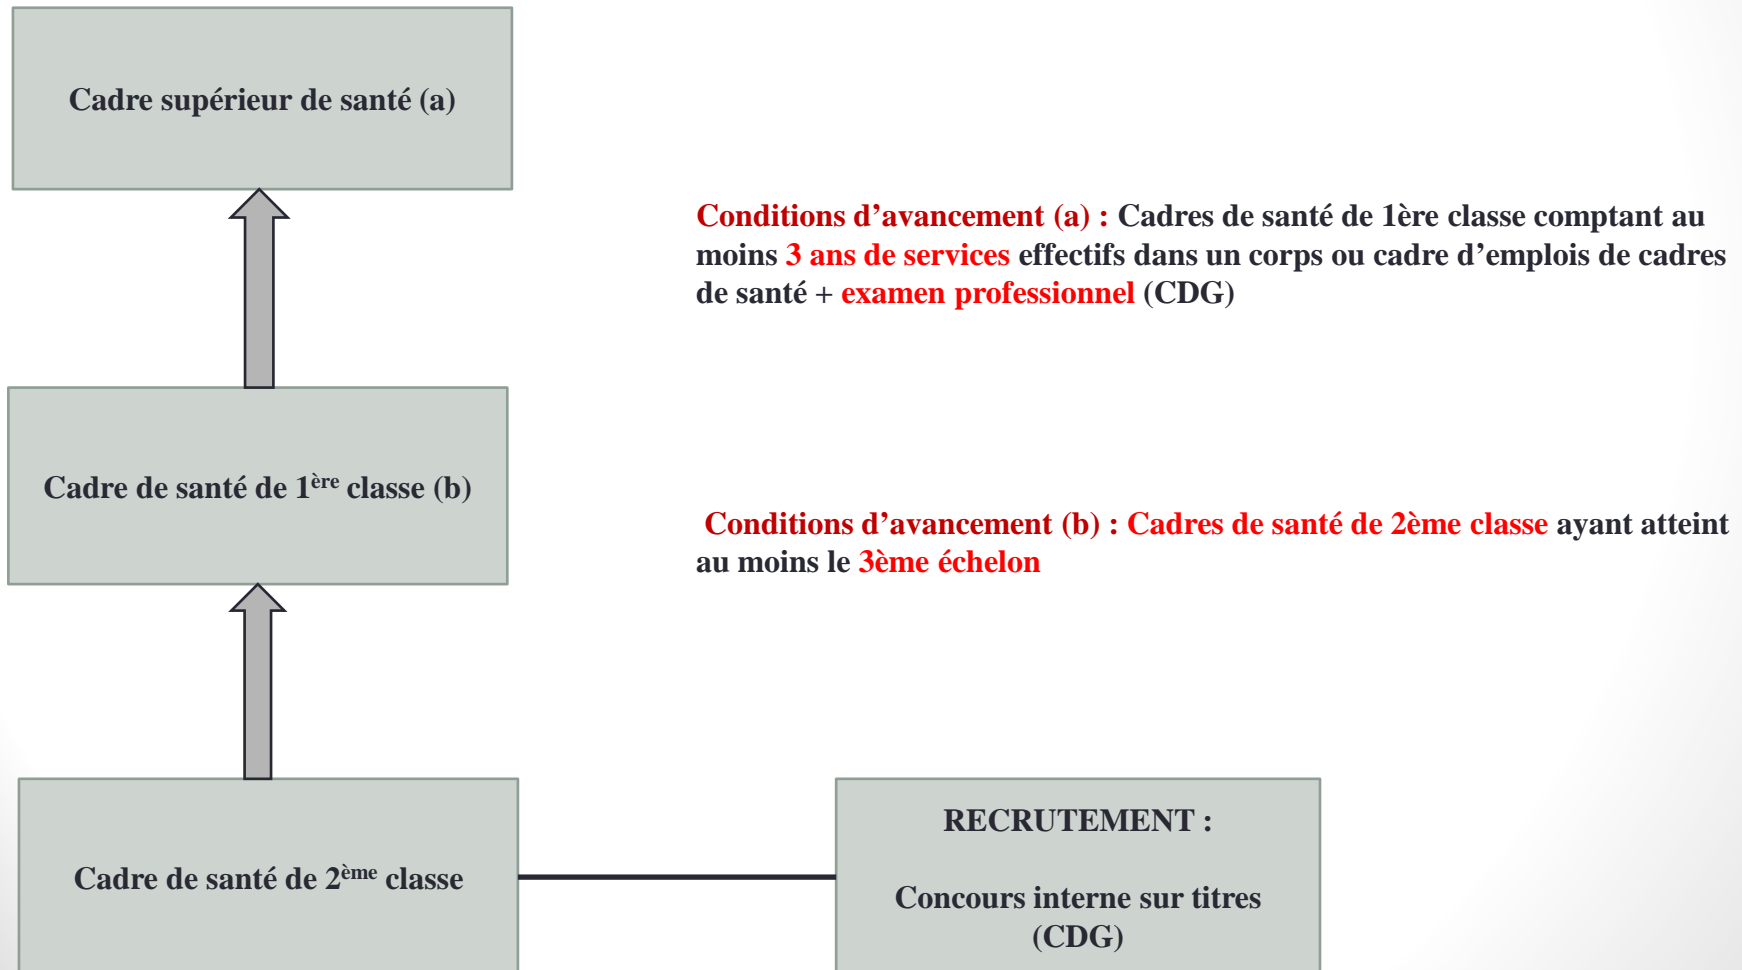 Cadre supérieur de santé (a)
Conditions d’avancement (a) : Cadres de santé de 1ère classe comptant au
moins 3 ans de services effectifs dans un corps ou cadre d’emplois de cadres
de santé + examen professionnel (CDG)
Cadre de santé de 1ère classe (b)
Conditions d’avancement (b) : Cadres de santé de 2ème classe ayant atteint
au moins le 3ème échelon
Cadre de santé de 2ème classe
RECRUTEMENT :
Concours interne sur titres
(CDG)